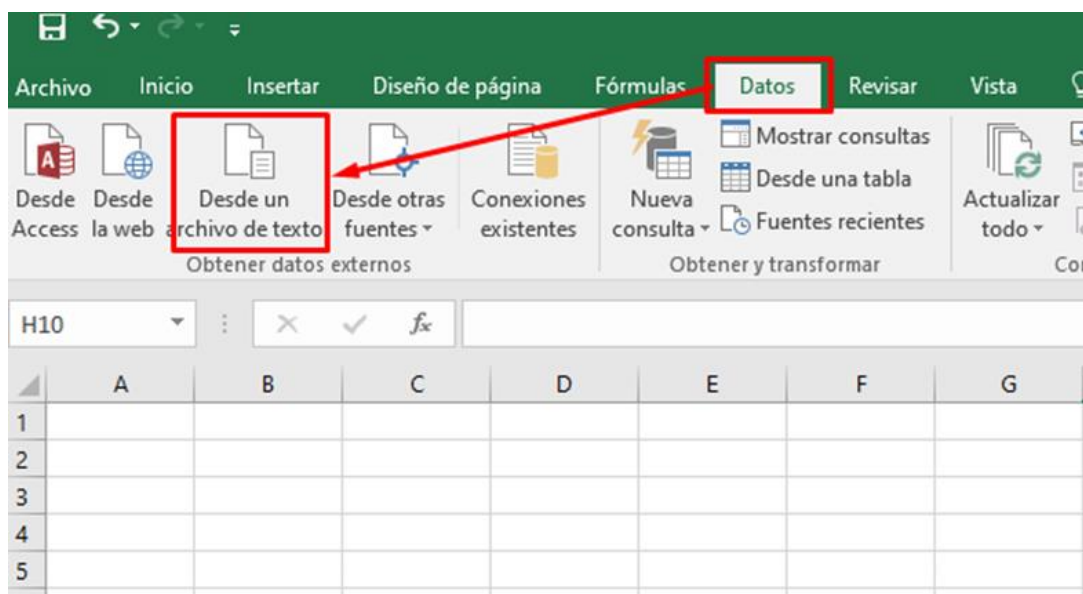 Archivo Inicio Insertar Diseño de página Fórmulas Datos Revisar Vista
Desde Access
Desde la web
Desde un archivo de texto
Desde otras fuentes
Conexiones existentes
Obtener datos externos
Nueva consulta
Mostrar consultas
Desde una tabla
Fuentes recientes
Obtener y transformar
Actualizar todo
H10 fx
A B C D E F G
1
2
3
4
5